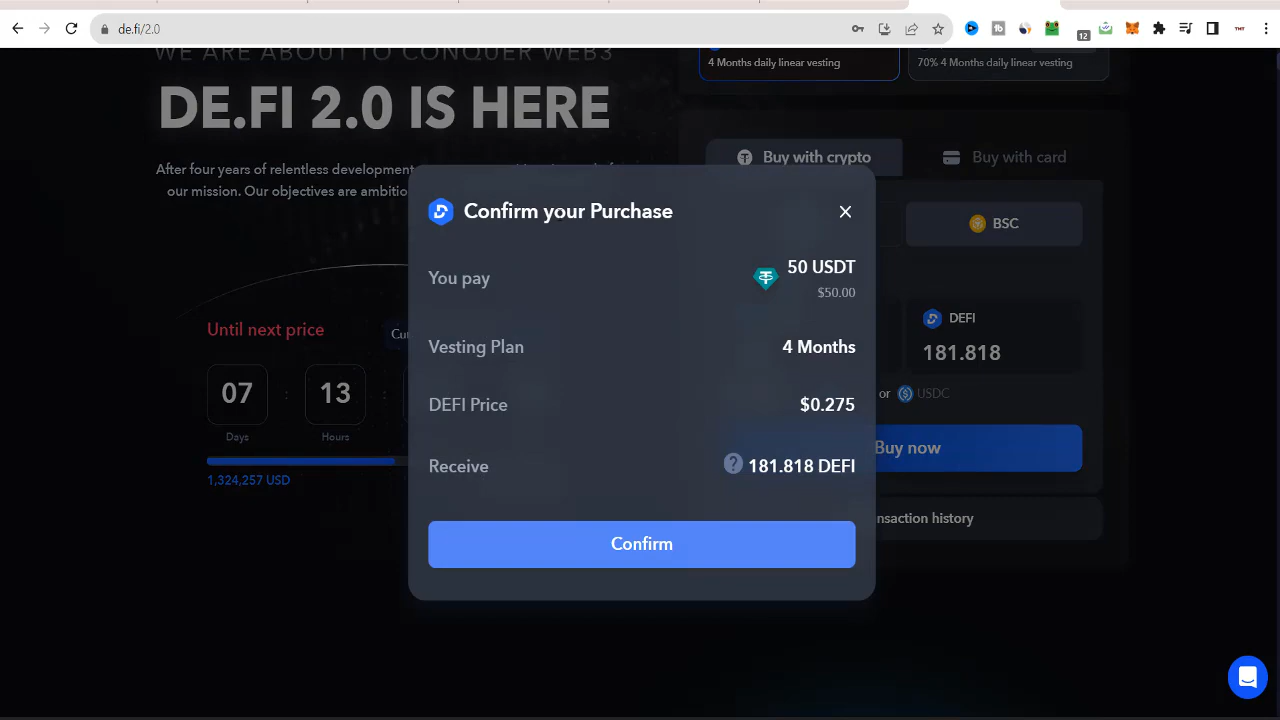 de.fi/2.0
12
WE ARE ABOUT TO CONQUER WEB3
DE.FI 2.0 IS HERE
After four years of relentless development
our mission. Our objectives are ambitio
Until next price
Cu
07
:
13
:
Days
Hours
1,324,257 USD
4 Months daily linear vesting
70% 4 Months daily linear vesting
Buy with crypto
Buy with card
BSC
DEFI
181.818
or USDC
Buy now
nsaction history
Confirm your Purchase
You pay
50 USDT
$50.00
Vesting Plan
4 Months
DEFI Price
$0.275
Receive
? 181.818 DEFI
Confirm